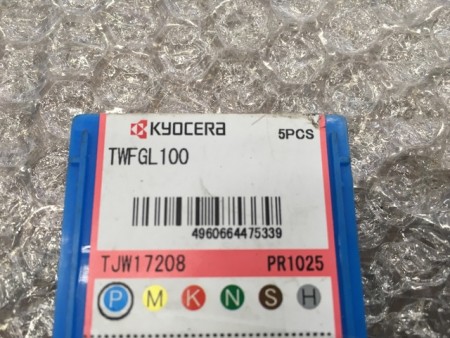 KYOCERA 5PCS
TWFGL100
4960664475339
TJW17208 PR1025
P M K N S H